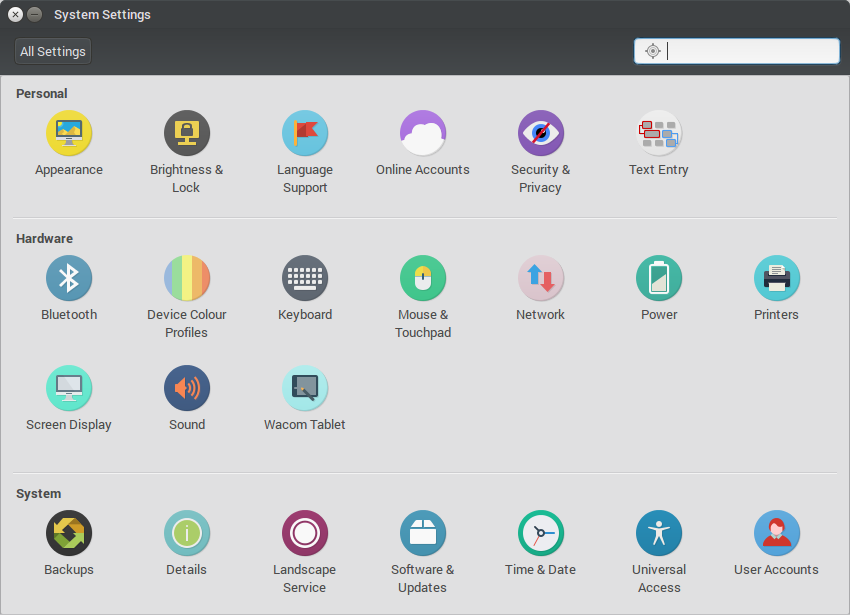 System Settings
All Settings
Personal
Appearance
Brightness &
Lock
Language
Support
Online Accounts
Security &
Privacy
Text Entry
Hardware
Bluetooth
Device Colour
Profiles
Keyboard
Mouse &
Touchpad
Network
Power
Printers
Screen Display
Sound
Wacom Tablet
System
Backups
Details
Landscape
Service
Software &
Updates
Time & Date
Universal
Access
User Accounts